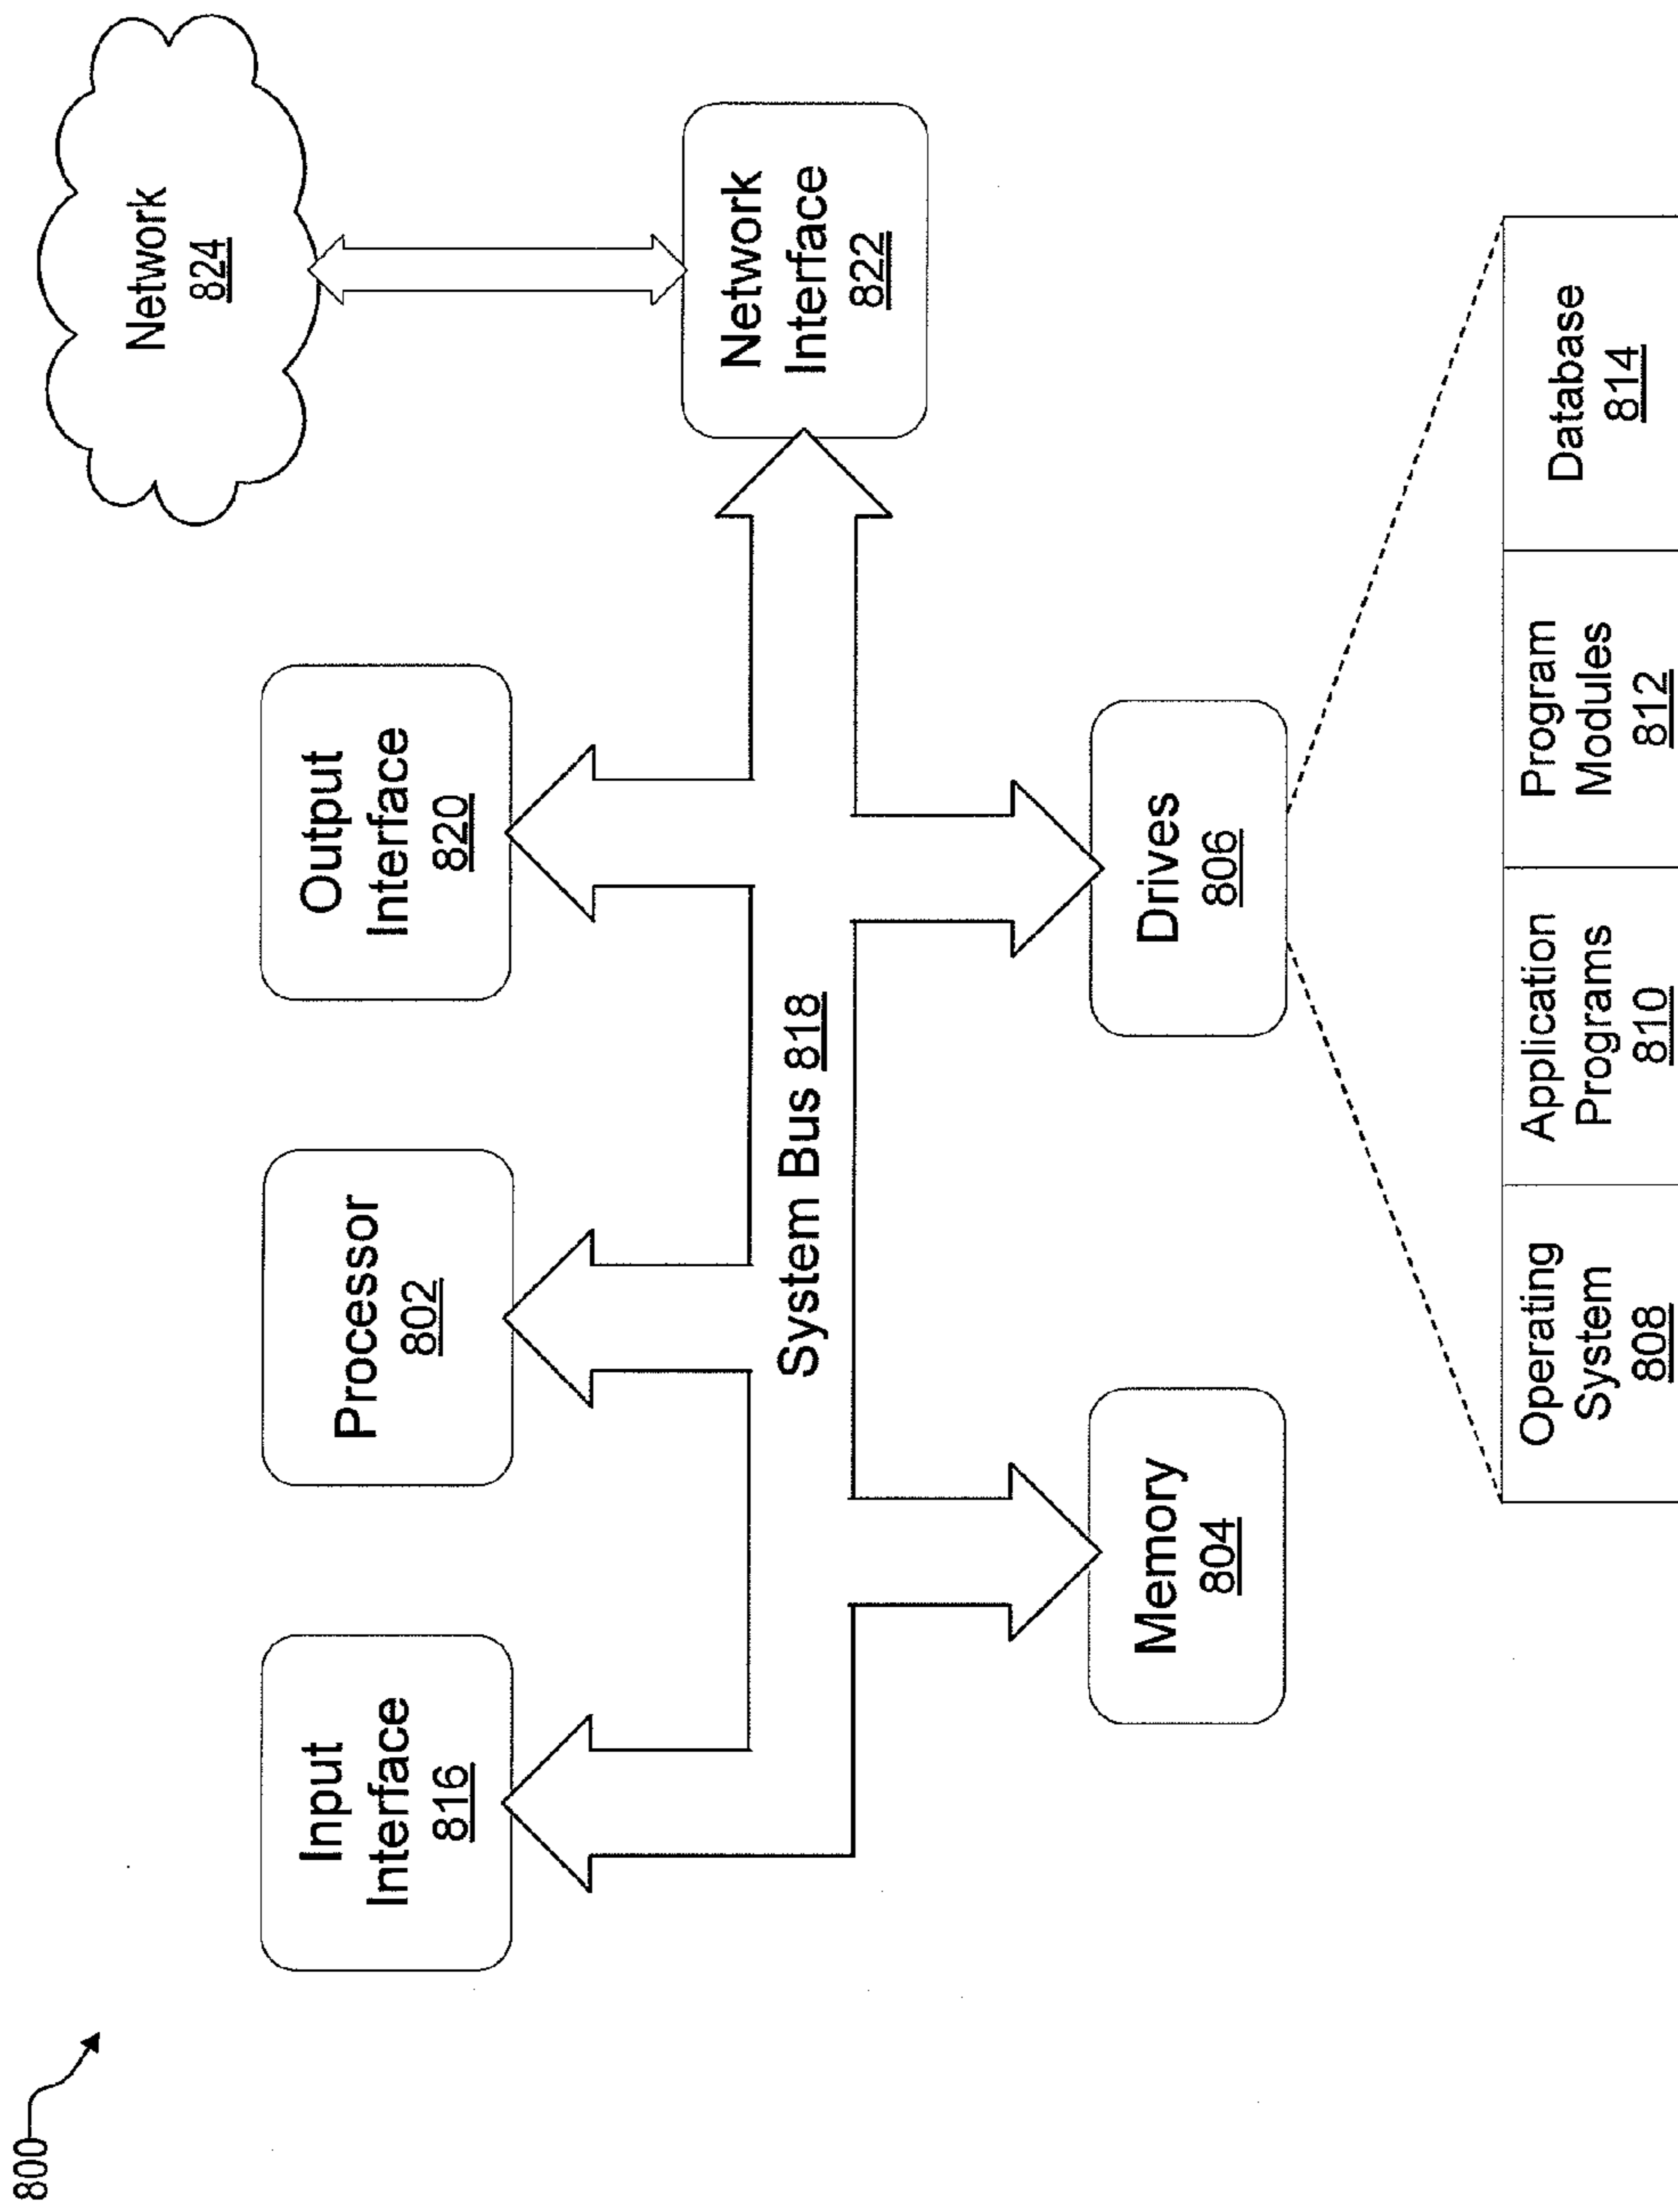 800
Network
824
Input
Interface
816
Processor
802
Output
Interface
820
Network
Interface
822
System Bus 818
Memory
804
Drives
806
Operating
System
808
Application
Programs
810
Program
Modules
812
Database
814